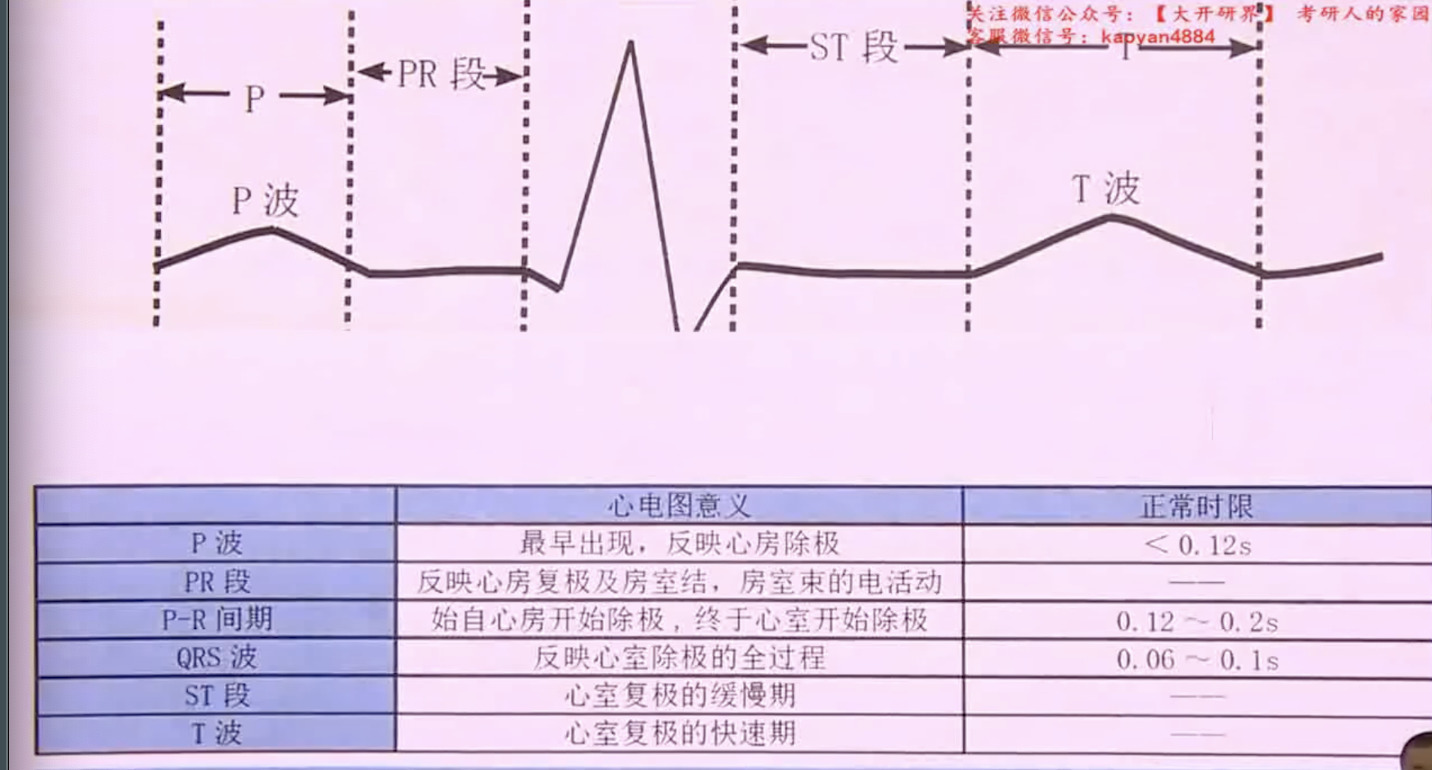 关注微信公众号：【大开研界】 考研人的家园
客服微信号：kaoyan4884
P
PR 段
ST 段
T
P 波
T 波
心电图意义 正常时限
P 波 最早出现，反映心房除极 ＜0.12s
PR 段 反映心房复极及房室结，房室束的电活动 ——
P-R 间期 始自心房开始除极，终于心室开始除极 0.12～0.2s
QRS 波 反映心室除极的全过程 0.06～0.1s
ST 段 心室复极的缓慢期 ——
T 波 心室复极的快速期 ——